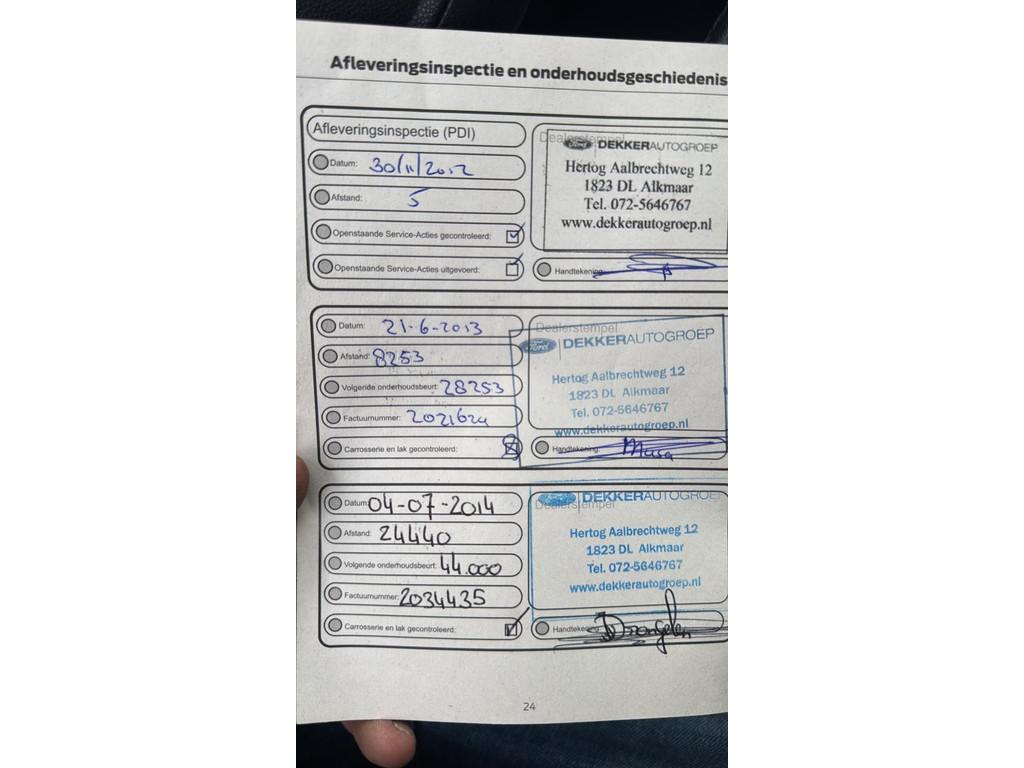 Afleveringsinspectie en onderhoudsgeschiedenis
Afleveringsinspectie (PDI)
Datum: 30/11/2012
Afstand: 5
Openstaande Service-Acties gecontroleerd:
Openstaande Service-Acties uitgevoerd:
Dealerstempel
Ford DEKKERAUTOGROEP
Hertog Aalbrechtweg 12
1823 DL Alkmaar
Tel. 072-5646767
www.dekkerautogroep.nl
Handtekening:
Datum: 21-6-2013
Afstand: 8253
Volgende onderhoudsbeurt: 28253
Factuurnummer: 2021624
Carrosserie en lak gecontroleerd:
Dealerstempel
Ford DEKKERAUTOGROEP
Hertog Aalbrechtweg 12
1823 DL Alkmaar
Tel. 072-5646767
www.dekkerautogroep.nl
Handtekening: Musa
Datum: 04-07-2014
Afstand: 24440
Volgende onderhoudsbeurt: 44.000
Factuurnummer: 2034435
Carrosserie en lak gecontroleerd:
Ford DEKKERAUTOGROE
Dealerstempel
Hertog Aalbrechtweg 12
1823 DL Alkmaar
Tel. 072-5646767
www.dekkerautogroep.nl
Handtekening:
24